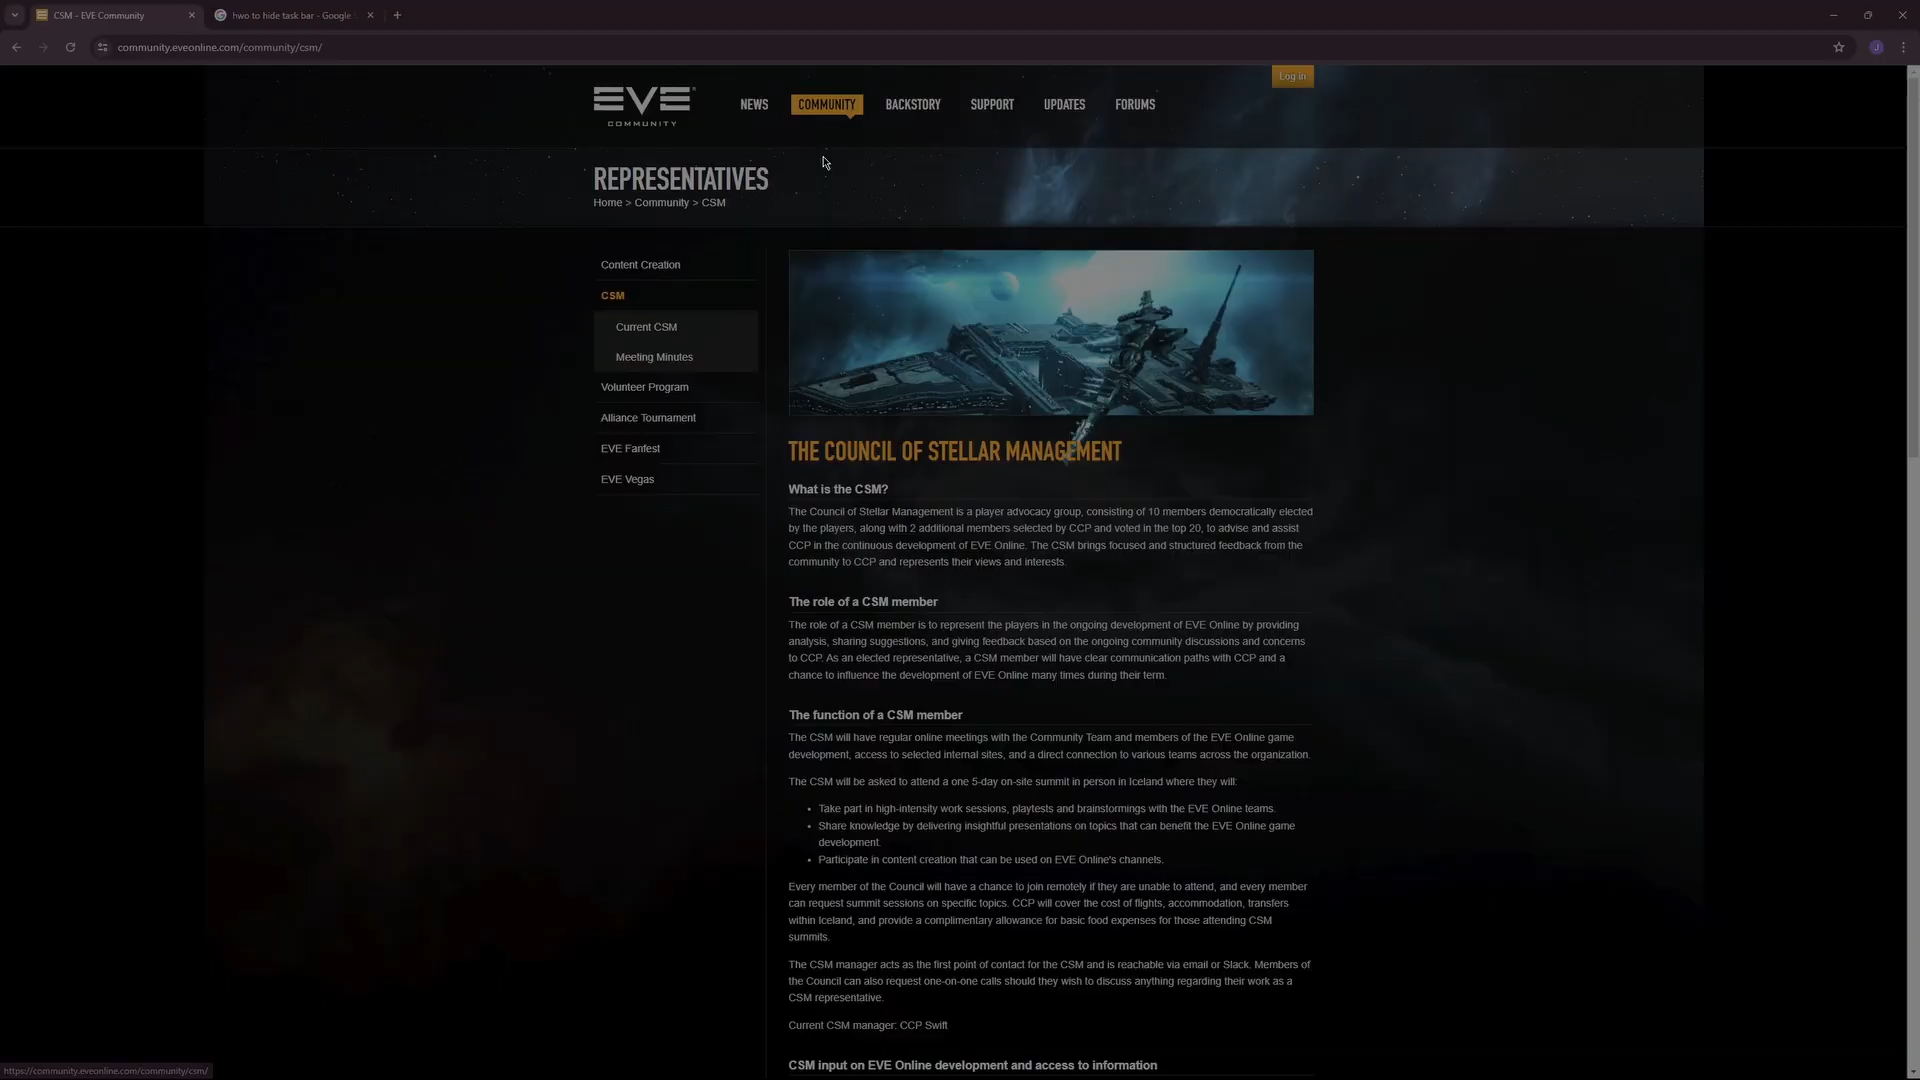 CSM - EVE Community
hwo to hide task bar - Google
community.eveonline.com/community/csm/
J
Log in
EVE
COMMUNITY
NEWS
COMMUNITY
BACKSTORY
SUPPORT
UPDATES
FORUMS
REPRESENTATIVES
Home > Community > CSM
Content Creation
CSM
Current CSM
Meeting Minutes
Volunteer Program
Alliance Tournament
EVE Fanfest
EVE Vegas
THE COUNCIL OF STELLAR MANAGEMENT
What is the CSM?
The Council of Stellar Management is a player advocacy group, consisting of 10 members democratically elected
by the players, along with 2 additional members selected by CCP and voted in the top 20, to advise and assist
CCP in the continuous development of EVE Online. The CSM brings focused and structured feedback from the
community to CCP and represents their views and interests.
The role of a CSM member
The role of a CSM member is to represent the players in the ongoing development of EVE Online by providing
analysis, sharing suggestions, and giving feedback based on the ongoing community discussions and concerns
to CCP. As an elected representative, a CSM member will have clear communication paths with CCP and a
chance to influence the development of EVE Online many times during their term.
The function of a CSM member
The CSM will have regular online meetings with the Community Team and members of the EVE Online game
development, access to selected internal sites, and a direct connection to various teams across the organization.
The CSM will be asked to attend a one 5-day on-site summit in person in Iceland where they will:
• Take part in high-intensity work sessions, playtests and brainstormings with the EVE Online teams.
• Share knowledge by delivering insightful presentations on topics that can benefit the EVE Online game
development.
• Participate in content creation that can be used on EVE Online's channels.
Every member of the Council will have a chance to join remotely if they are unable to attend, and every member
can request summit sessions on specific topics. CCP will cover the cost of flights, accommodation, transfers
within Iceland, and provide a complimentary allowance for basic food expenses for those attending CSM
summits.
The CSM manager acts as the first point of contact for the CSM and is reachable via email or Slack. Members of
the Council can also request one-on-one calls should they wish to discuss anything regarding their work as a
CSM representative.
Current CSM manager: CCP Swift
CSM input on EVE Online development and access to information
https://community.eveonline.com/community/csm/